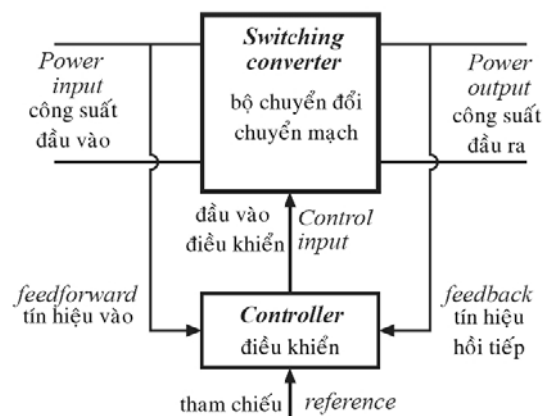 Switching
converter
bộ chuyển đổi
chuyển mạch
Power
input
công suất
đầu vào
Power
output
công suất
đầu ra
đầu vào
điều khiển
Control
input
feedforward
tín hiệu vào
Controller
điều khiển
feedback
tín hiệu
hồi tiếp
tham chiếu reference